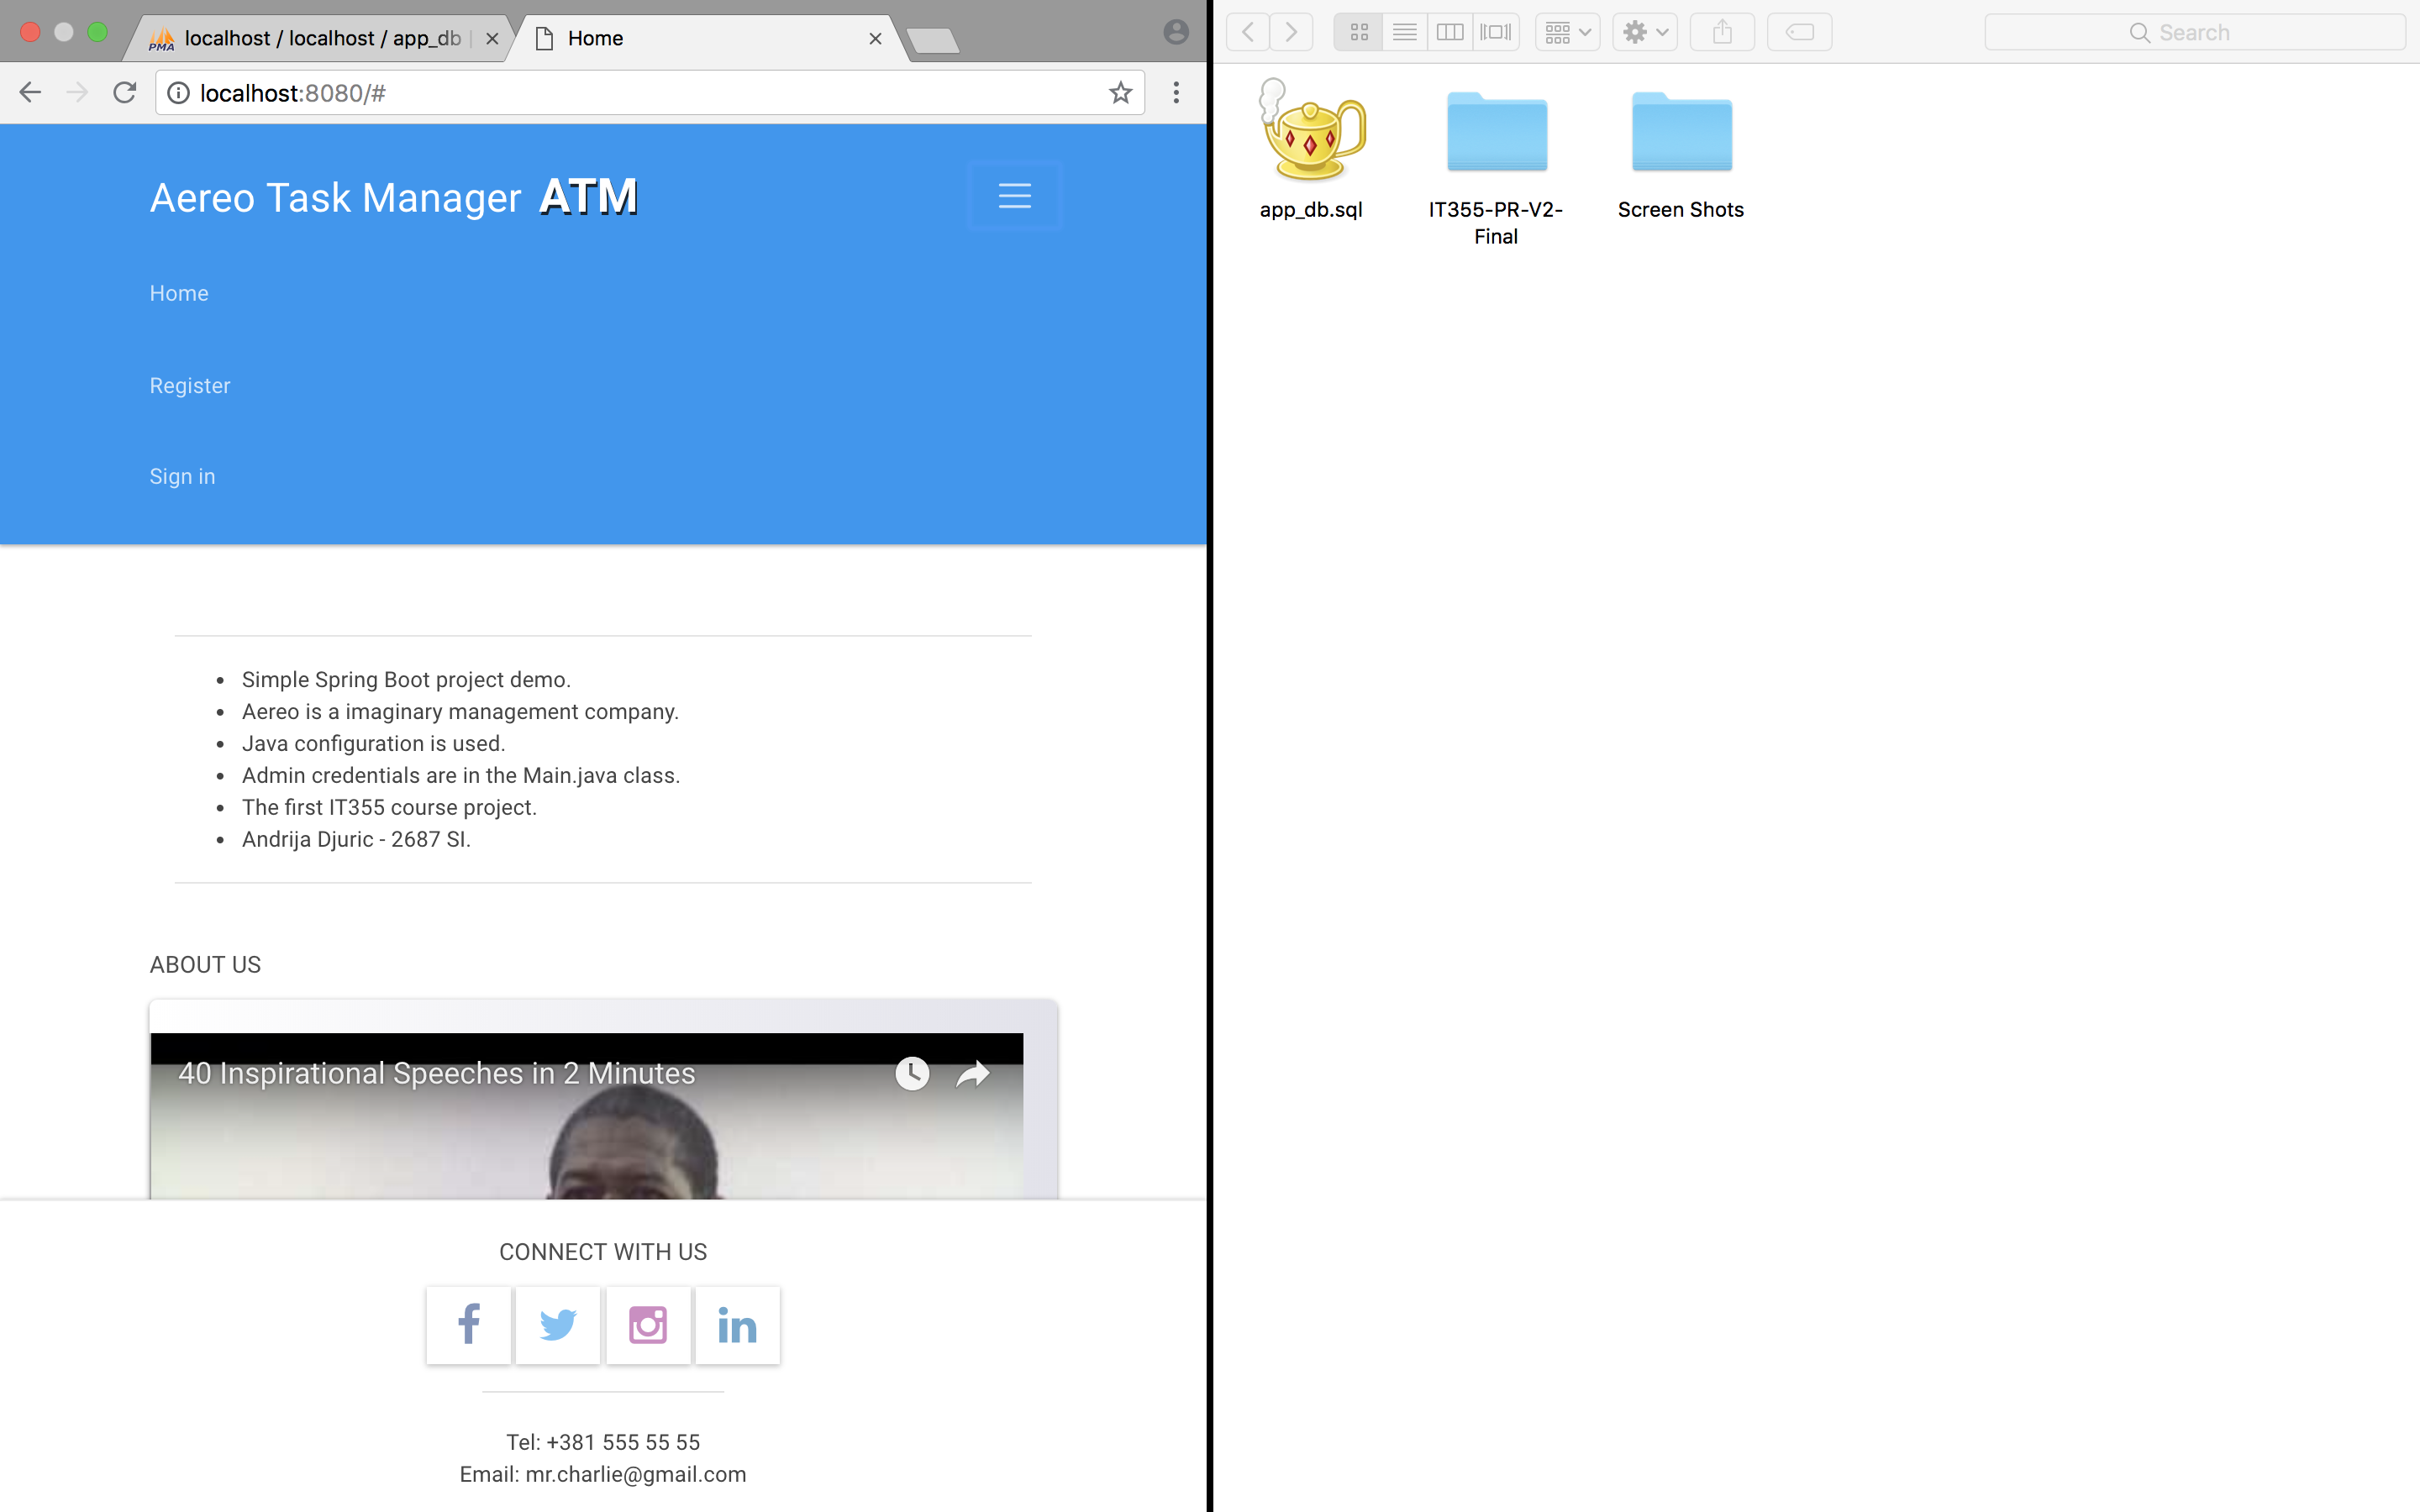 localhost / localhost / app_db |
Home
localhost:8080/#
Aereo Task Manager ATM
Home
Register
Sign in
Simple Spring Boot project demo.
Aereo is a imaginary management company.
Java configuration is used.
Admin credentials are in the Main.java class.
The first IT355 course project.
Andrija Djuric - 2687 SI.
ABOUT US
40 Inspirational Speeches in 2 Minutes
CONNECT WITH US
Tel: +381 555 55 55
Email: mr.charlie@gmail.com
Search
app_db.sql
IT355-PR-V2-
Final
Screen Shots
PMA
f
in